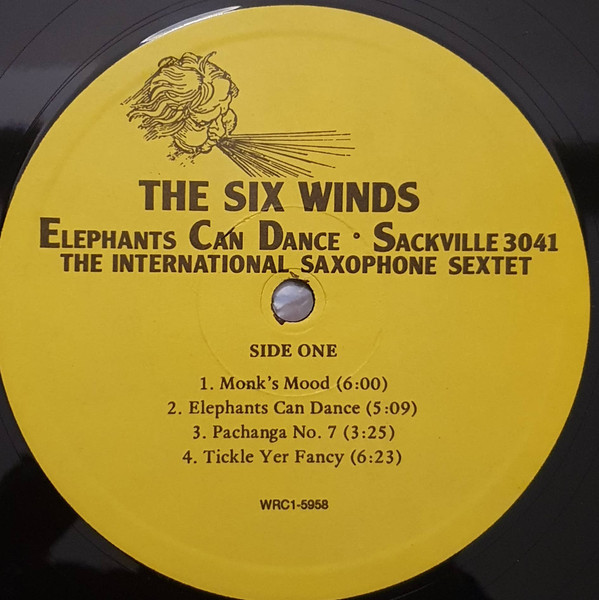 THE SIX WINDS
ELEPHANTS CAN DANCE • SACKVILLE 3041
THE INTERNATIONAL SAXOPHONE SEXTET
SIDE ONE
1. Monk's Mood (6:00)
2. Elephants Can Dance (5:09)
3. Pachanga No. 7 (3:25)
4. Tickle Yer Fancy (6:23)
WRC1-5958